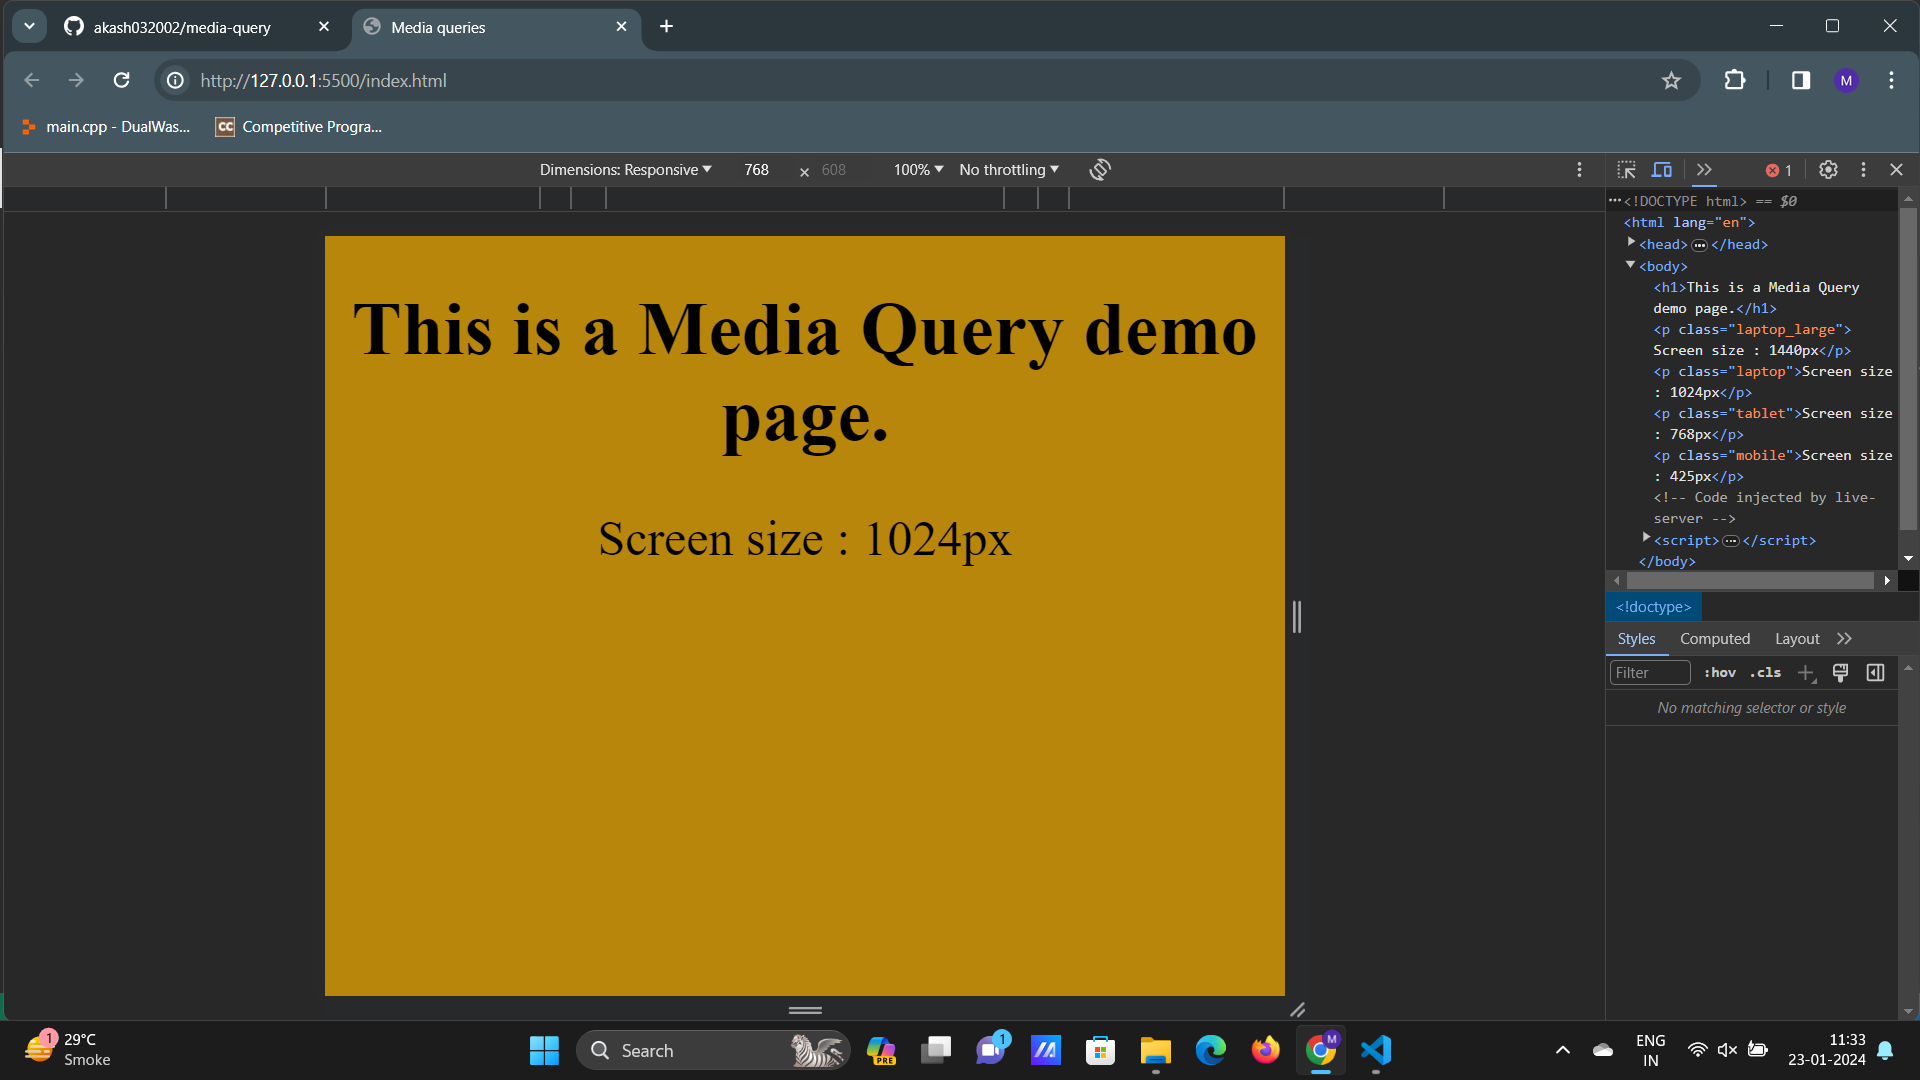 akash032002/media-query
Media queries
http://127.0.0.1:5500/index.html
M
main.cpp - DualWas...
CC Competitive Progra...
Dimensions: Responsive 768 × 608 100% No throttling
1
<!DOCTYPE html> == $0
<html lang="en">
<head> ... </head>
<body>
<h1>This is a Media Query
demo page.</h1>
<p class="laptop_large">
Screen size : 1440px</p>
<p class="laptop">Screen size
: 1024px</p>
<p class="tablet">Screen size
: 768px</p>
<p class="mobile">Screen size
: 425px</p>
<!-- Code injected by live-
server -->
<script> ... </script>
</body>
<!doctype>
Styles Computed Layout
Filter :hov .cls
No matching selector or style
This is a Media Query demo
page.
Screen size : 1024px
1
29°C
Smoke
Search
PRE
1
M
ENG
IN
11:33
23-01-2024